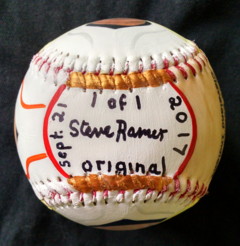 1 of 1
Steve Ramer
original
Sept. 21
2017